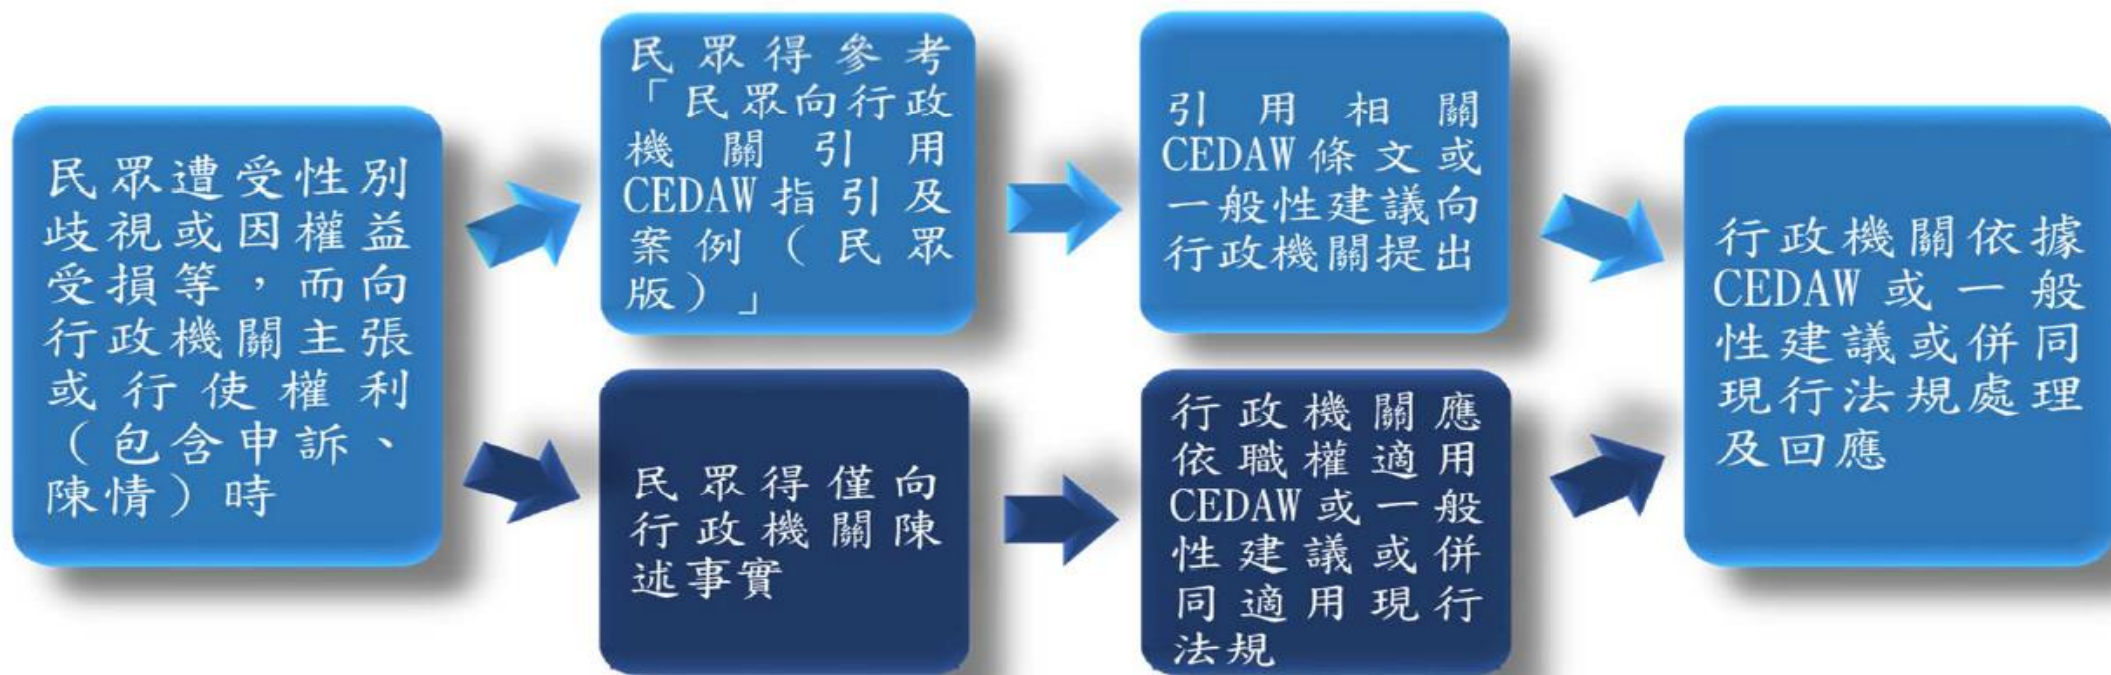 民眾遭受性別
歧視或因權益
受損等，而向
行政機關主張
或行使權利
（包含申訴、
陳情）時
民眾得參考
「民眾向行政
機關引用
CEDAW指引及
案例（民眾
版）」
引用相關
CEDAW條文或
一般性建議向
行政機關提出
民眾得僅向
行政機關陳
述事實
行政機關應
依職權適用
CEDAW或一般
性建議或併
同適用現行
法規
行政機關依據
CEDAW或一般
性建議或併同
現行法規處理
及回應